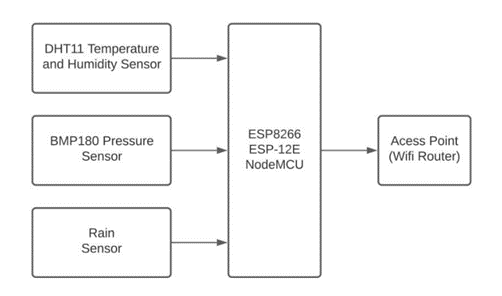 DHT11 Temperature
and Humidity Sensor
BMP180 Pressure
Sensor
Rain
Sensor
ESP8266
ESP-12E
NodeMCU
Acess Point
(Wifi Router)